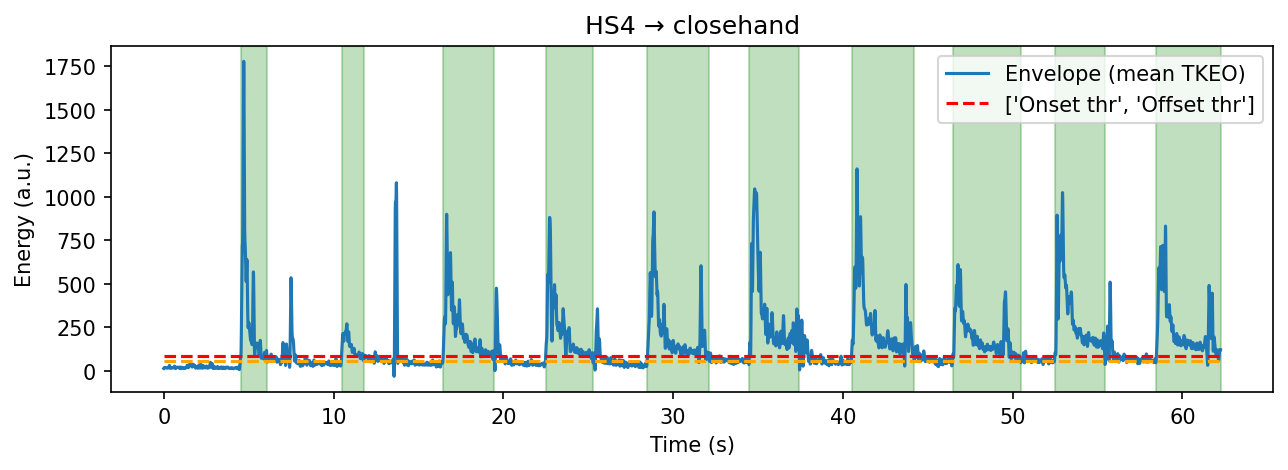 HS4 → closehand
Energy (a.u.)
1750
1500
1250
1000
750
500
250
0
Envelope (mean TKEO)
['Onset thr', 'Offset thr']
0 10 20 30 40 50 60
Time (s)